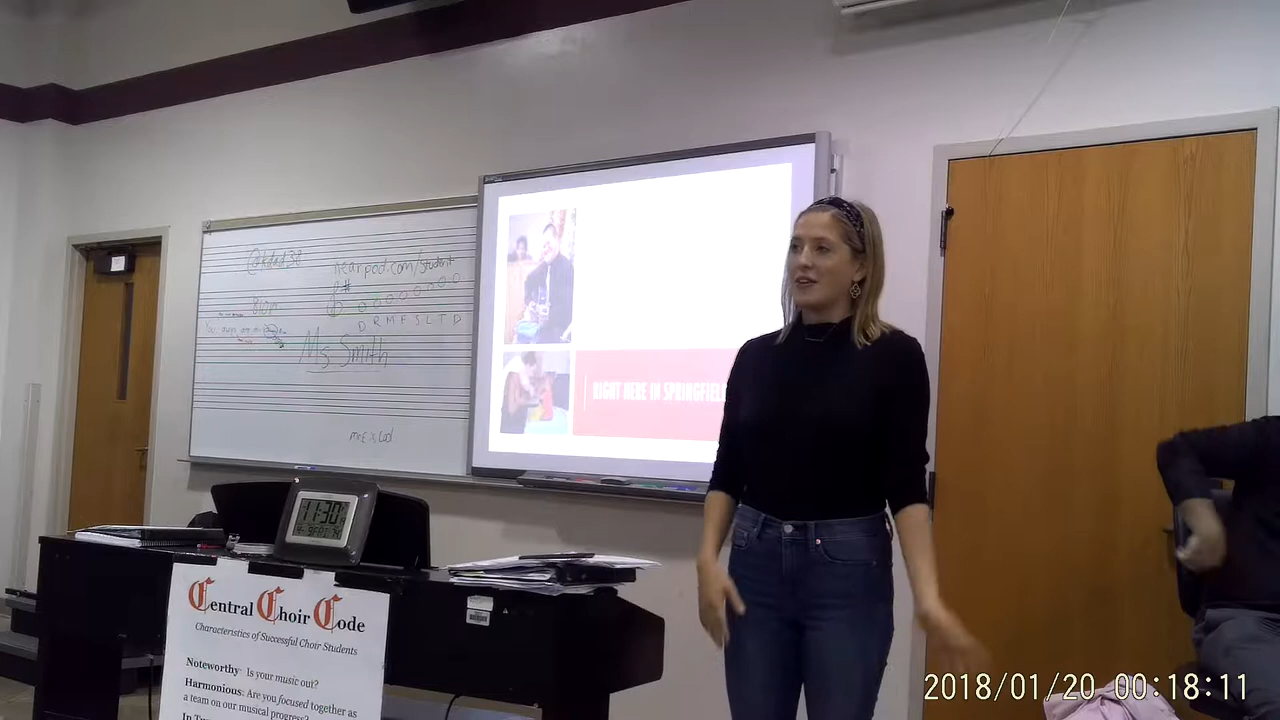 @kdad38
nearpod.com/student
D R M F S L T D
Ms Smith
RIGHT HERE IN SPRINGFIEL
11:30
Central Choir Code
Characteristics of Successful Choir Students
Noteworthy: Is your music out?
Harmonious: Are you focused together as
a team on our musical progress?
2018/01/20 00:18:11